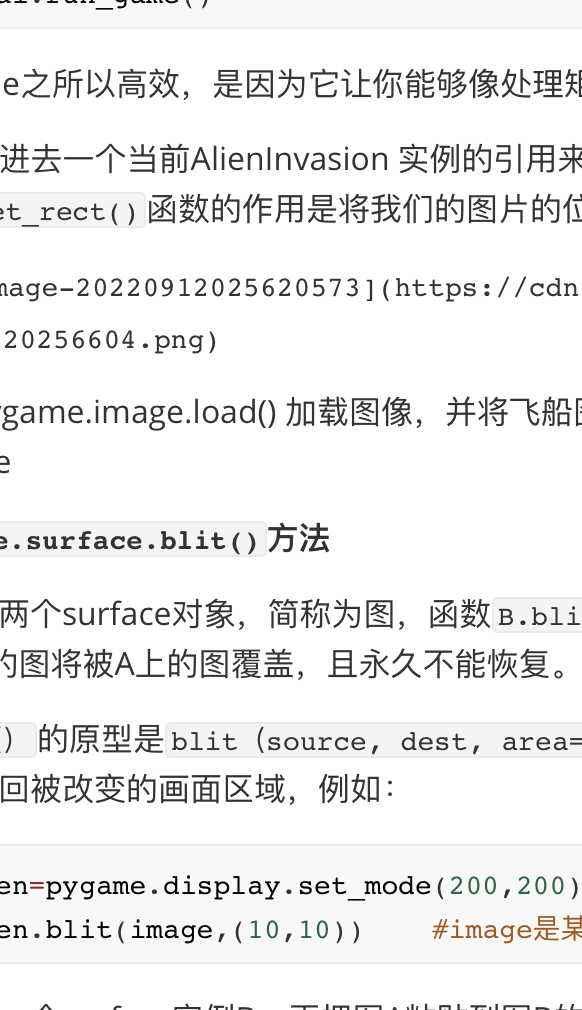 e之所以高效，是因为它让你能够像处理
进去一个当前AlienInvasion 实例的引用来
et_rect()函数的作用是将我们的图片的位
mage-20220912025620573](https://cdn
20256604.png)
ygame.image.load() 加载图像，并将飞船
e
e.surface.blit()方法
两个surface对象，简称为图，函数B.bli
的图将被A上的图覆盖，且永久不能恢复。
) 的原型是blit (source, dest, area=
回被改变的画面区域，例如：
en=pygame.display.set_mode(200,200)
en.blit(image,(10,10)) #image是某